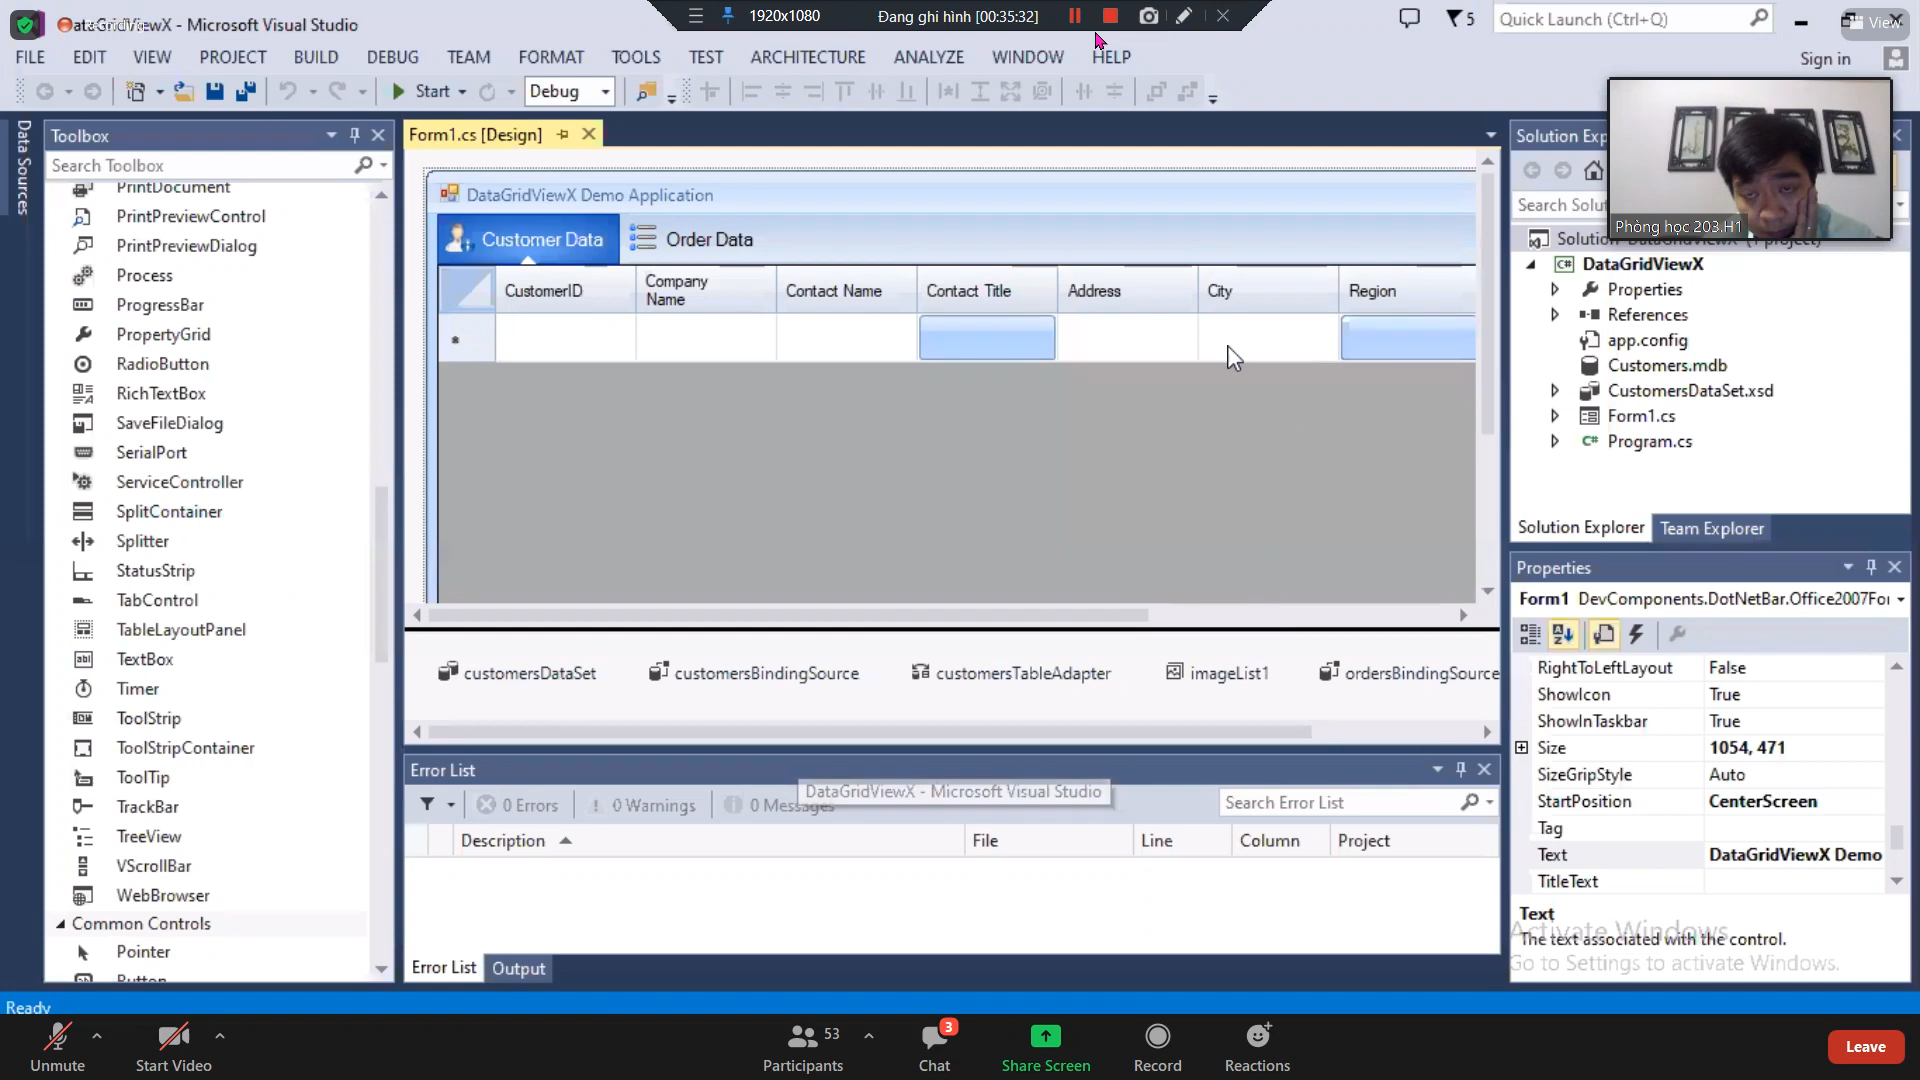 DataGridViewX - Microsoft Visual Studio
1920x1080
Đang ghi hình [00:35:32]
5
Quick Launch (Ctrl+Q)
View
FILE EDIT VIEW PROJECT BUILD DEBUG TEAM FORMAT TOOLS TEST ARCHITECTURE ANALYZE WINDOW HELP
Sign in
Start
Debug
Data Sources
Toolbox
Search Toolbox
PrintDocument
PrintPreviewControl
PrintPreviewDialog
Process
ProgressBar
PropertyGrid
RadioButton
RichTextBox
SaveFileDialog
SerialPort
ServiceController
SplitContainer
Splitter
StatusStrip
TabControl
TableLayoutPanel
TextBox
Timer
ToolStrip
ToolStripContainer
ToolTip
TrackBar
TreeView
VScrollBar
WebBrowser
Common Controls
Pointer
Button
Form1.cs [Design]
DataGridViewX Demo Application
Customer Data
Order Data
CustomerID
Company
Name
Contact Name
Contact Title
Address
City
Region
customersDataSet
customersBindingSource
customersTableAdapter
imageList1
ordersBindingSource
Error List
0 Errors
0 Warnings
0 Messages
DataGridViewX - Microsoft Visual Studio
Search Error List
Description
File
Line
Column
Project
Error List
Output
Solution Exp
Search Solu
Phòng học 203.H1
Solution 'DataGridViewX' (1 project)
DataGridViewX
Properties
References
app.config
Customers.mdb
CustomersDataSet.xsd
Form1.cs
Program.cs
Solution Explorer
Team Explorer
Properties
Form1 DevComponents.DotNetBar.Office2007For
RightToLeftLayout False
ShowIcon True
ShowInTaskbar True
Size 1054, 471
SizeGripStyle Auto
StartPosition CenterScreen
Tag
Text DataGridViewX Demo
TitleText
Text
The text associated with the control.
Activate Windows
Go to Settings to activate Windows.
Ready
Unmute
Start Video
53
Participants
3
Chat
Share Screen
Record
Reactions
Leave